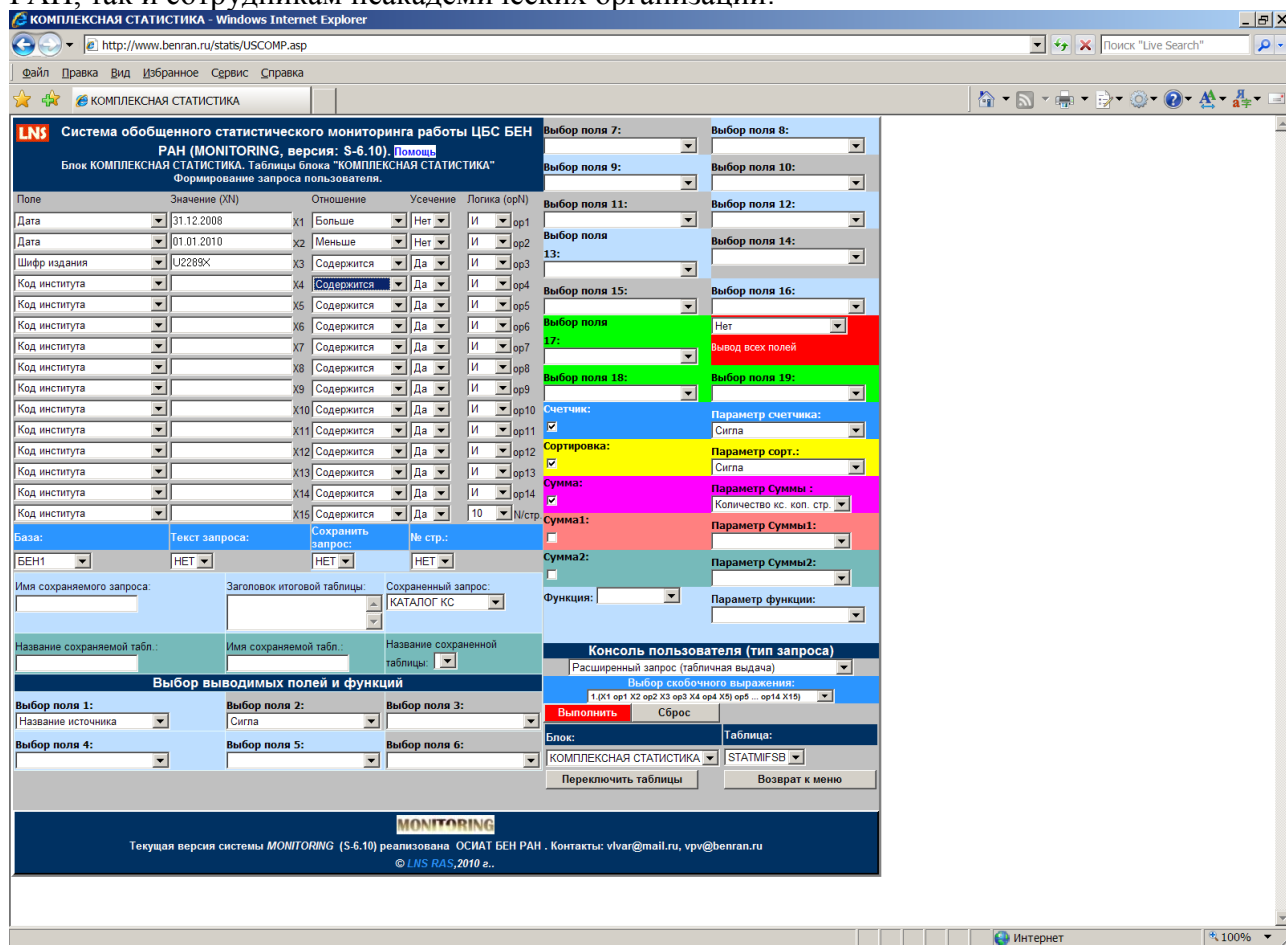 РАН, так и сотрудникам неакадемических организаций.
КОМПЛЕКСНАЯ СТАТИСТИКА - Windows Internet Explorer
http://www.benran.ru/statis/USCOMP.asp
Поиск "Live Search"
Файл Правка Вид Избранное Сервис Справка
КОМПЛЕКСНАЯ СТАТИСТИКА
LNS Система обобщенного статистического мониторинга работы ЦБС БЕН
РАН (MONITORING, версия: S-6.10). Помощь
Блок КОМПЛЕКСНАЯ СТАТИСТИКА. Таблицы блока "КОМПЛЕКСНАЯ СТАТИСТИКА"
Формирование запроса пользователя.
Поле Значение (XN) Отношение Усечение Логика (opN)
Дата 31.12.2008 X1 Больше Нет И op1
Дата 01.01.2010 X2 Меньше Нет И op2
Шифр издания U2289X X3 Содержится Да И op3
Код института X4 Содержится Да И op4
Код института X5 Содержится Да И op5
Код института X6 Содержится Да И op6
Код института X7 Содержится Да И op7
Код института X8 Содержится Да И op8
Код института X9 Содержится Да И op9
Код института X10 Содержится Да И op10
Код института X11 Содержится Да И op11
Код института X12 Содержится Да И op12
Код института X13 Содержится Да И op13
Код института X14 Содержится Да И op14
Код института X15 Содержится Да 10 N/стр.
База: Текст запроса: Сохранить запрос: № стр.:
БЕН1 НЕТ НЕТ НЕТ
Имя сохраняемого запроса: Заголовок итоговой таблицы: Сохраненный запрос:
КАТАЛОГ КС
Название сохраняемой табл.: Имя сохраняемой табл.: Название сохраненной
таблицы:
Выбор выводимых полей и функций
Выбор поля 1: Выбор поля 2: Выбор поля 3:
Название источника Сигла
Выбор поля 4: Выбор поля 5: Выбор поля 6:
Выбор поля 7: Выбор поля 8:
Выбор поля 9: Выбор поля 10:
Выбор поля 11: Выбор поля 12:
Выбор поля
13:
Выбор поля 14:
Выбор поля 15: Выбор поля 16:
Выбор поля
17:
Нет
Вывод всех полей
Выбор поля 18: Выбор поля 19:
Счетчик: Параметр счетчика:
Сигла
Сортировка: Параметр сорт.:
Сигла
Сумма: Параметр Суммы :
Количество кс. коп. стр.
Сумма1: Параметр Суммы1:
Сумма2: Параметр Суммы2:
Функция: Параметр функции:
Консоль пользователя (тип запроса)
Расширенный запрос (табличная выдача)
Выбор скобочного выражения:
1.(X1 op1 X2 op2 X3 op3 X4 op4 X5) op5 ... op14 X15)
Выполнить Сброс
Блок: Таблица:
КОМПЛЕКСНАЯ СТАТИСТИКА STATMIFSB
Переключить таблицы Возврат к меню
MONITORING
Текущая версия системы MONITORING (S-6.10) реализована ОСИАТ БЕН РАН . Контакты: vlvar@mail.ru, vpv@benran.ru
© LNS RAS,2010 г..
Интернет 100%